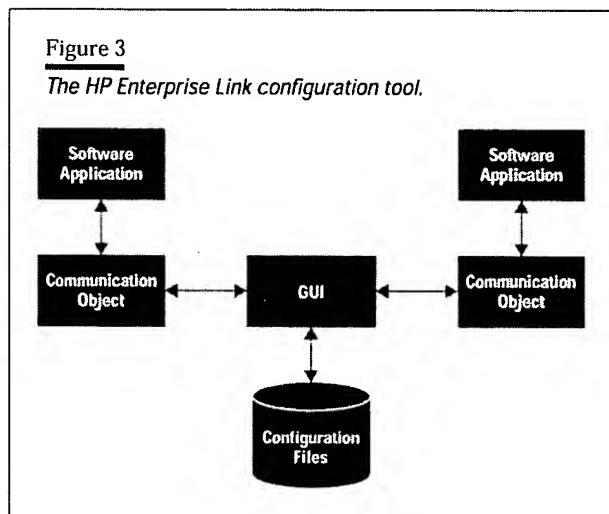 Figure 3
The HP Enterprise Link configuration tool.
Software
Application
Software
Application
Communication
Object
GUI
Communication
Object
Configuration
Files